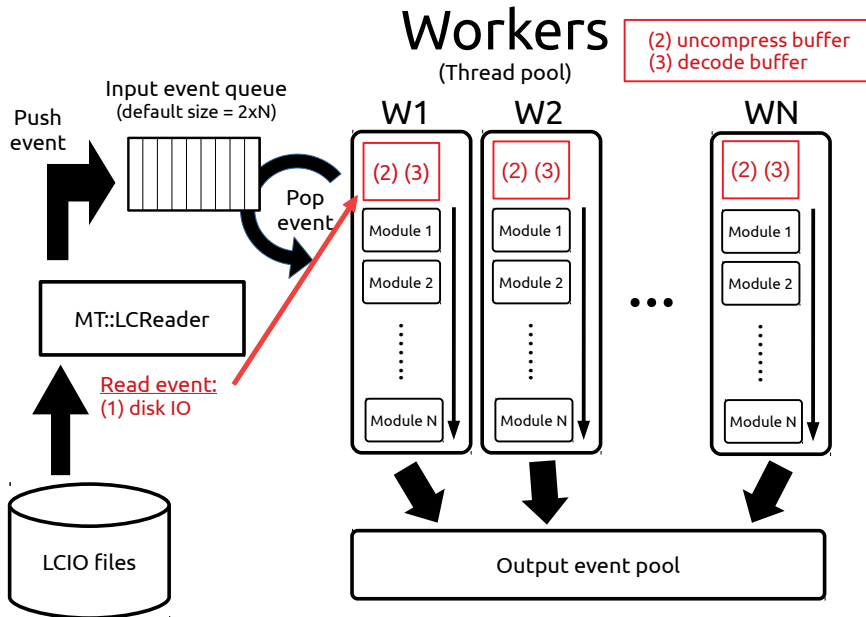 Workers
(Thread pool)
(2) uncompress buffer
(3) decode buffer
Input event queue
(default size = 2xN)
Push
event
Pop
event
W1
W2
WN
(2) (3)
(2) (3)
(2) (3)
Module 1
Module 1
Module 1
Module 2
Module 2
Module 2
Module N
Module N
Module N
MT::LCReader
Read event:
(1) disk IO
LCIO files
Output event pool